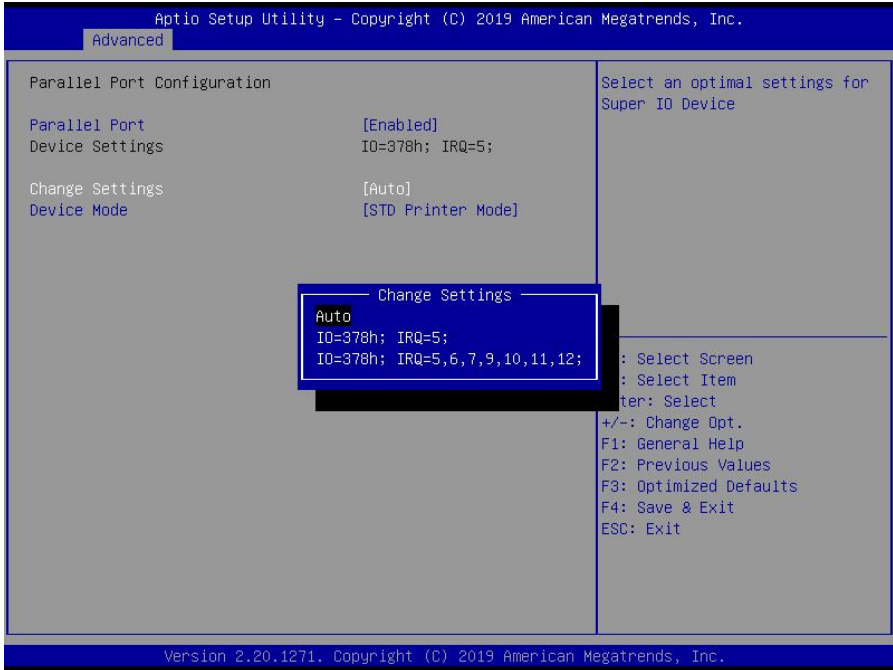 Aptio Setup Utility – Copyright (C) 2019 American Megatrends, Inc.
Advanced
Parallel Port Configuration
Parallel Port [Enabled]
Device Settings IO=378h; IRQ=5;
Change Settings [Auto]
Device Mode [STD Printer Mode]
Select an optimal settings for
Super IO Device
Change Settings
Auto
IO=378h; IRQ=5;
IO=378h; IRQ=5,6,7,9,10,11,12;
: Select Screen
: Select Item
ter: Select
+/-: Change Opt.
F1: General Help
F2: Previous Values
F3: Optimized Defaults
F4: Save & Exit
ESC: Exit
Version 2.20.1271. Copyright (C) 2019 American Megatrends, Inc.